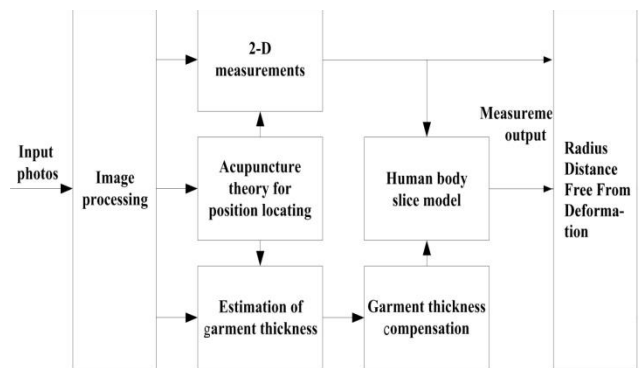 Input
photos
Image
processing
2-D
measurements
Acupuncture
theory for
position locating
Estimation of
garment thickness
Human body
slice model
Garment thickness
compensation
Measureme
output
Radius
Distance
Free From
Deforma-
tion